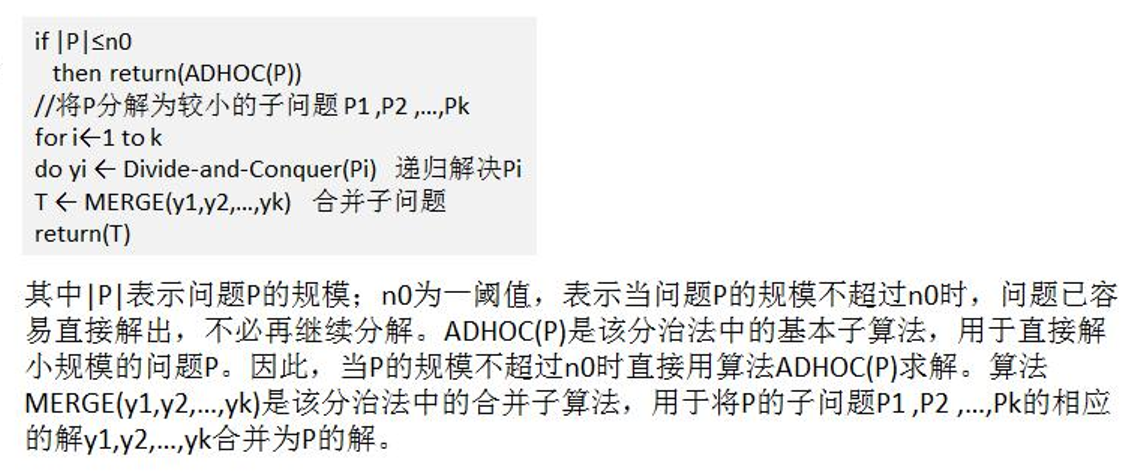 if |P|≤n0
then return(ADHOC(P))
//将P分解为较小的子问题 P1 ,P2 ,...,Pk
for i←1 to k
do yi ← Divide-and-Conquer(Pi) 递归解决Pi
T ← MERGE(y1,y2,...,yk) 合并子问题
return(T)
其中|P|表示问题P的规模；n0为一阈值，表示当问题P的规模不超过n0时，问题已容
易直接解出，不必再继续分解。ADHOC(P)是该分治法中的基本子算法，用于直接解
小规模的问题P。因此，当P的规模不超过n0时直接用算法ADHOC(P)求解。算法
MERGE(y1,y2,...,yk)是该分治法中的合并子算法，用于将P的子问题P1 ,P2 ,...,Pk的相应
的解y1,y2,...,yk合并为P的解。